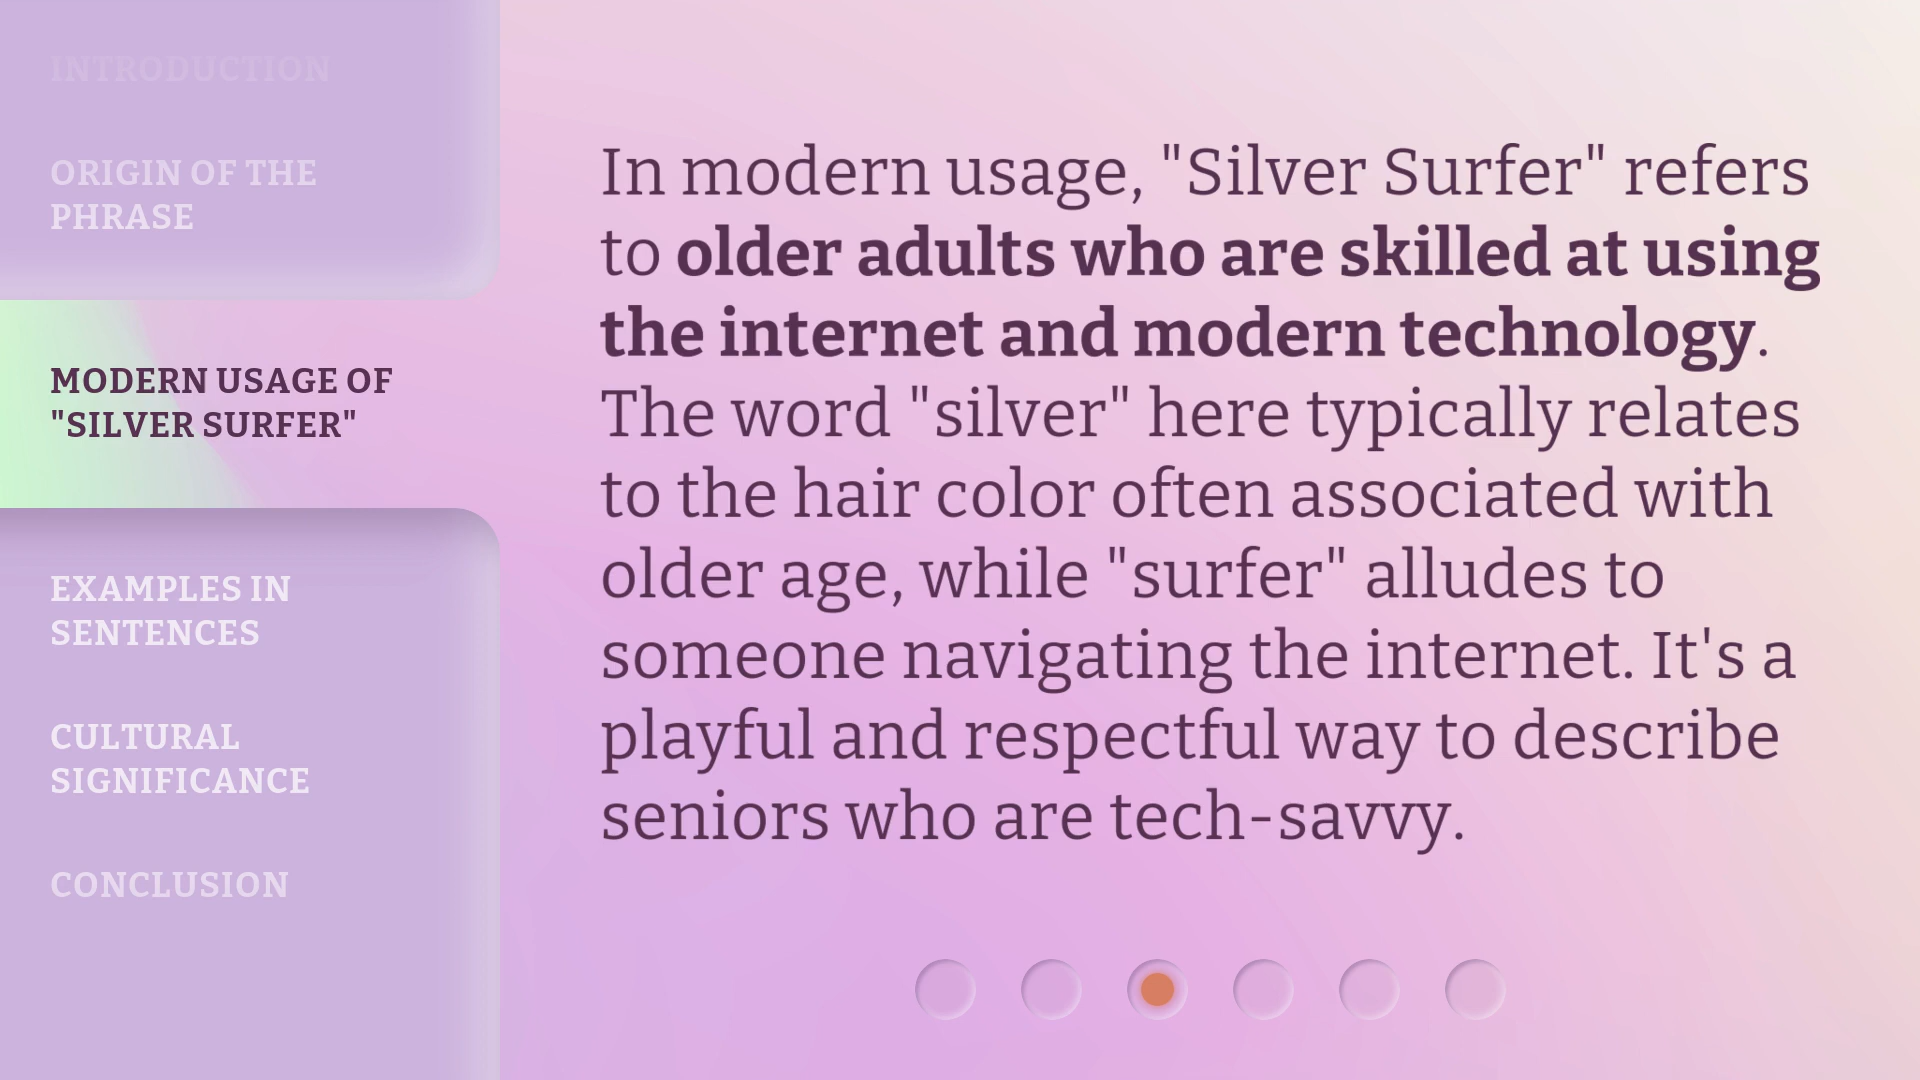 INTRODUCTION
ORIGIN OF THE
PHRASE
MODERN USAGE OF
"SILVER SURFER"
EXAMPLES IN
SENTENCES
CULTURAL
SIGNIFICANCE
CONCLUSION
In modern usage, "Silver Surfer" refers
to older adults who are skilled at using
the internet and modern technology.
The word "silver" here typically relates
to the hair color often associated with
older age, while "surfer" alludes to
someone navigating the internet. It's a
playful and respectful way to describe
seniors who are tech-savvy.